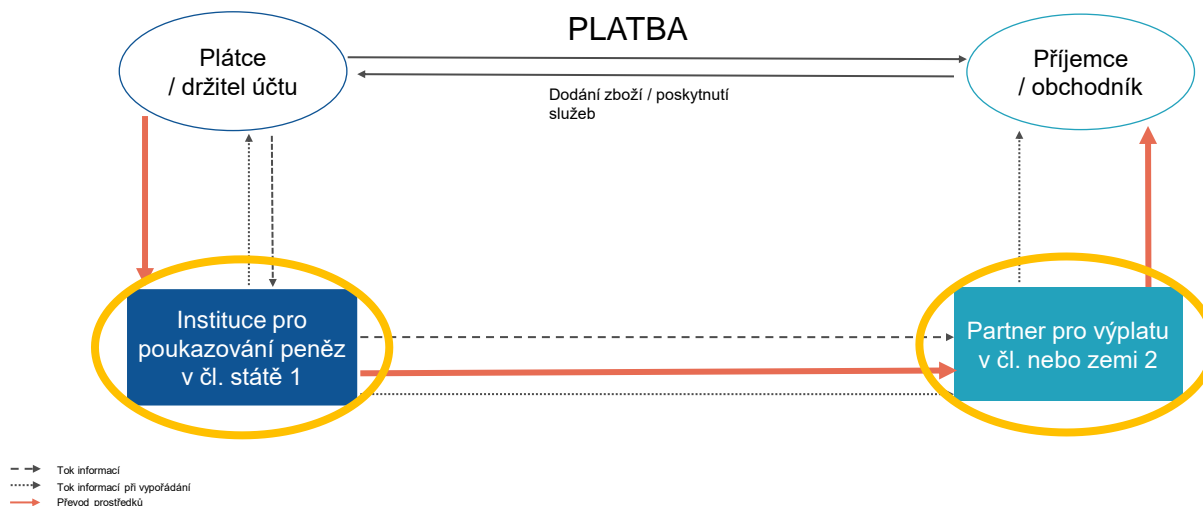 PLATBA
Plátce
/ držitel účtu
Příjemce
/ obchodník
Dodání zboží / poskytnutí
služeb
Instituce pro
poukazování peněz
v čl. státě 1
Partner pro výplatu
v čl. nebo zemi 2
Tok informací
Tok informací při vypořádání
Převod prostředků